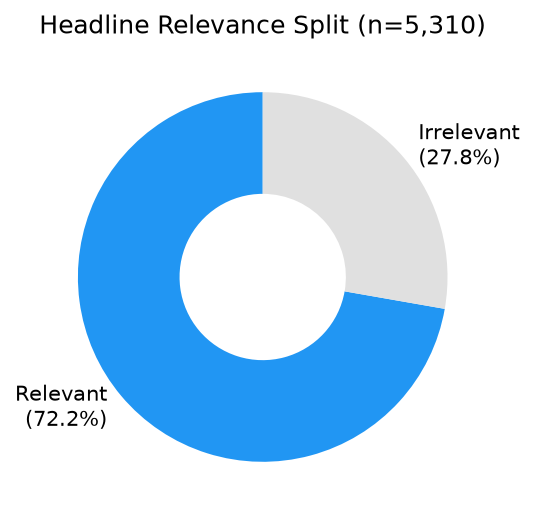 Headline Relevance Split (n=5,310)
Irrelevant
(27.8%)
Relevant
(72.2%)